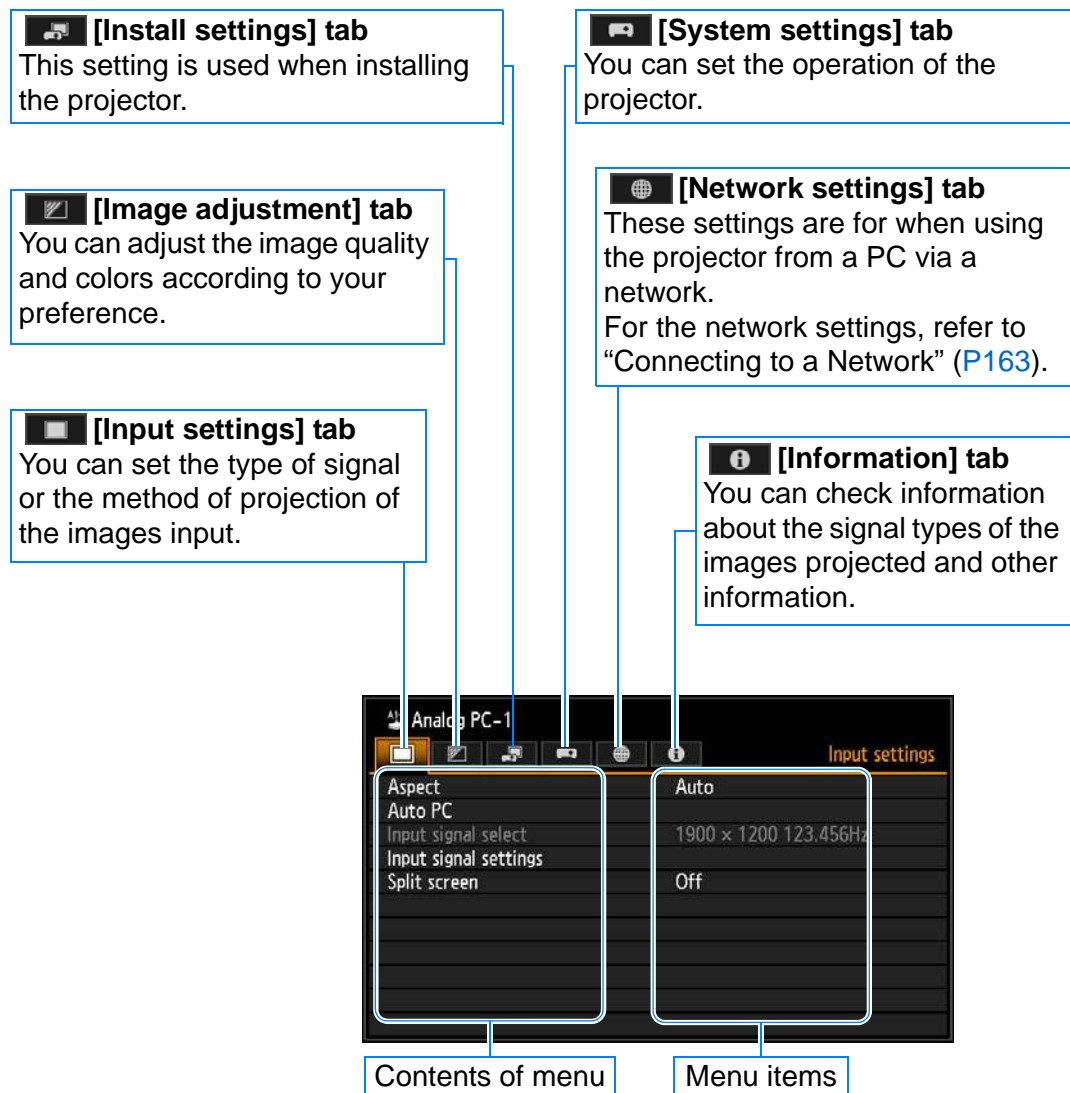 [Install settings] tab
This setting is used when installing
the projector.
[System settings] tab
You can set the operation of the
projector.
[Image adjustment] tab
You can adjust the image quality
and colors according to your
preference.
[Network settings] tab
These settings are for when using
the projector from a PC via a
network.
For the network settings, refer to
“Connecting to a Network” (P163).
[Input settings] tab
You can set the type of signal
or the method of projection of
the images input.
[Information] tab
You can check information
about the signal types of the
images projected and other
information.
Analog PC-1
Input settings
Aspect Auto
Auto PC
Input signal select 1900 × 1200 123.456Hz
Input signal settings
Split screen Off
Contents of menu
Menu items